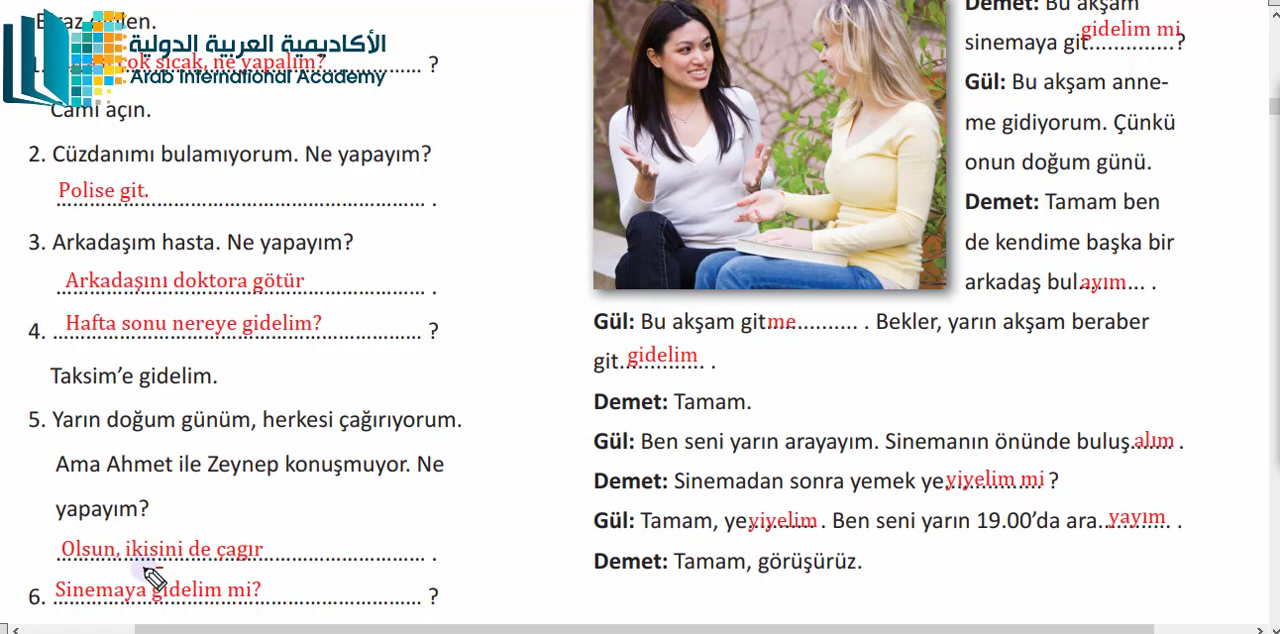 Biraz dinlen.
الأكاديمية العربية الدولية
Arab International Academy
1. çok sıcak, ne yapalım? ?
Camı açın.
2. Cüzdanımı bulamıyorum. Ne yapayım?
Polise git. .
3. Arkadaşım hasta. Ne yapayım?
Arkadaşını doktora götür .
4. Hafta sonu nereye gidelim? ?
Taksim’e gidelim.
5. Yarın doğum günüm, herkesi çağırıyorum.
Ama Ahmet ile Zeynep konuşmuyor. Ne
yapayım?
Olsun, ikisini de çagır .
6. Sinemaya gidelim mi? ?
Demet: Bu akşam
sinemaya git gidelim mi ?
Gül: Bu akşam anne-
me gidiyorum. Çünkü
onun doğum günü.
Demet: Tamam ben
de kendime başka bir
arkadaş bul ayım .
Gül: Bu akşam git me . Bekler, yarın akşam beraber
git gidelim .
Demet: Tamam.
Gül: Ben seni yarın arayayım. Sinemanın önünde buluş alım .
Demet: Sinemadan sonra yemek ye yiyelim mi ?
Gül: Tamam, ye yiyelim . Ben seni yarın 19.00’da ara yayım .
Demet: Tamam, görüşürüz.